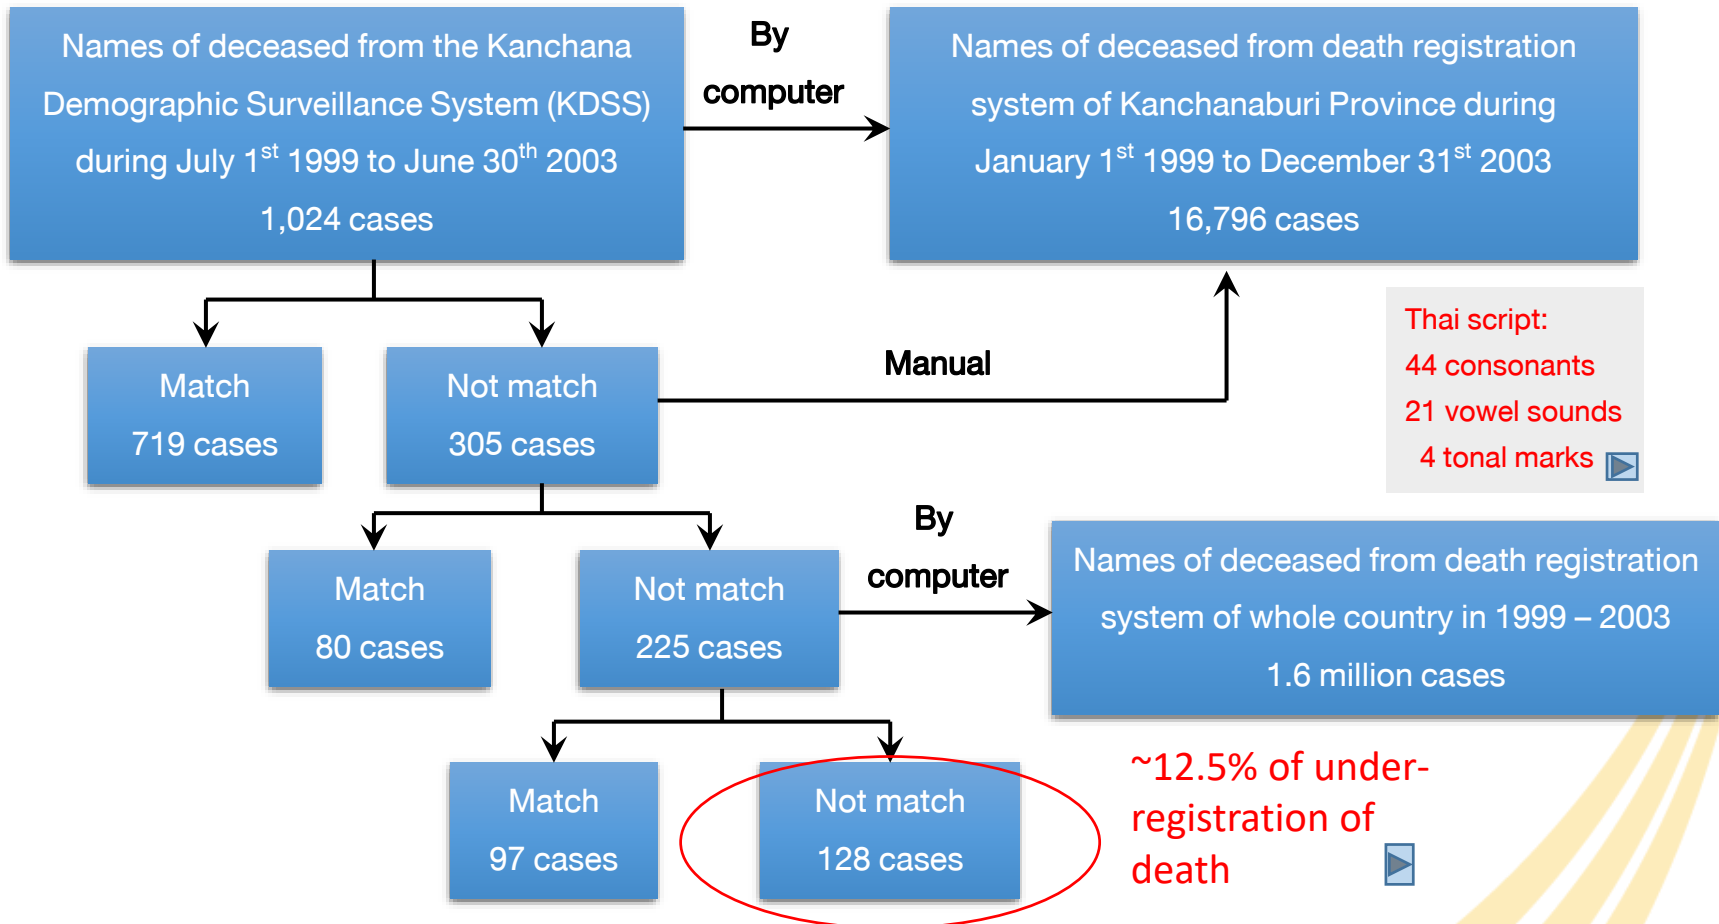 Names of deceased from the Kanchana
Demographic Surveillance System (KDSS)
during July 1st 1999 to June 30th 2003
1,024 cases
By
computer
Names of deceased from death registration
system of Kanchanaburi Province during
January 1st 1999 to December 31st 2003
16,796 cases
Match
719 cases
Not match
305 cases
Manual
Thai script:
44 consonants
21 vowel sounds
4 tonal marks
Match
80 cases
Not match
225 cases
By
computer
Names of deceased from death registration
system of whole country in 1999 – 2003
1.6 million cases
Match
97 cases
Not match
128 cases
~12.5% of under-
registration of
death